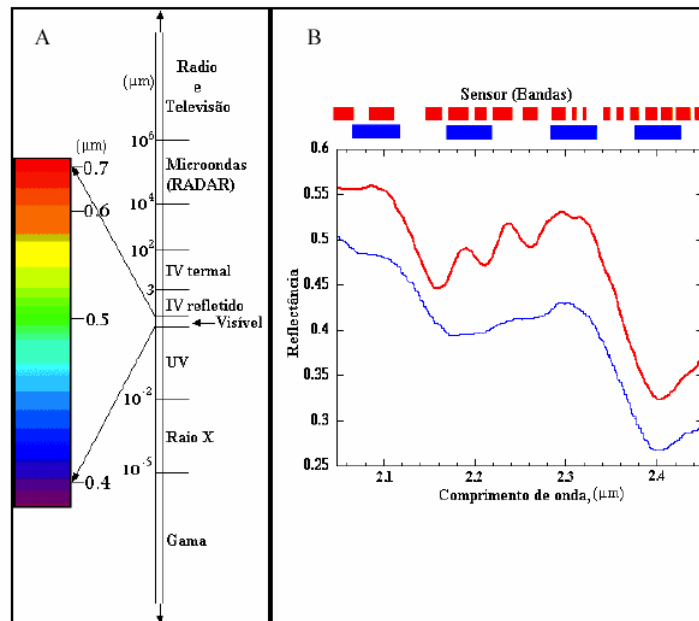 A
(μm)
Radio
e
Televisão
10⁶
Microondas
(RADAR)
10⁴
10²
IV termal
3
IV refletido
Visível
UV
10⁻²
Raio X
10⁻⁵
Gama
(μm)
0.7
0.6
0.5
0.4
B
Sensor (Bandas)
0.6
0.55
0.5
0.45
0.4
0.35
0.3
0.25
Reflectância
2.1
2.2
2.3
2.4
Comprimento de onda, (μm)